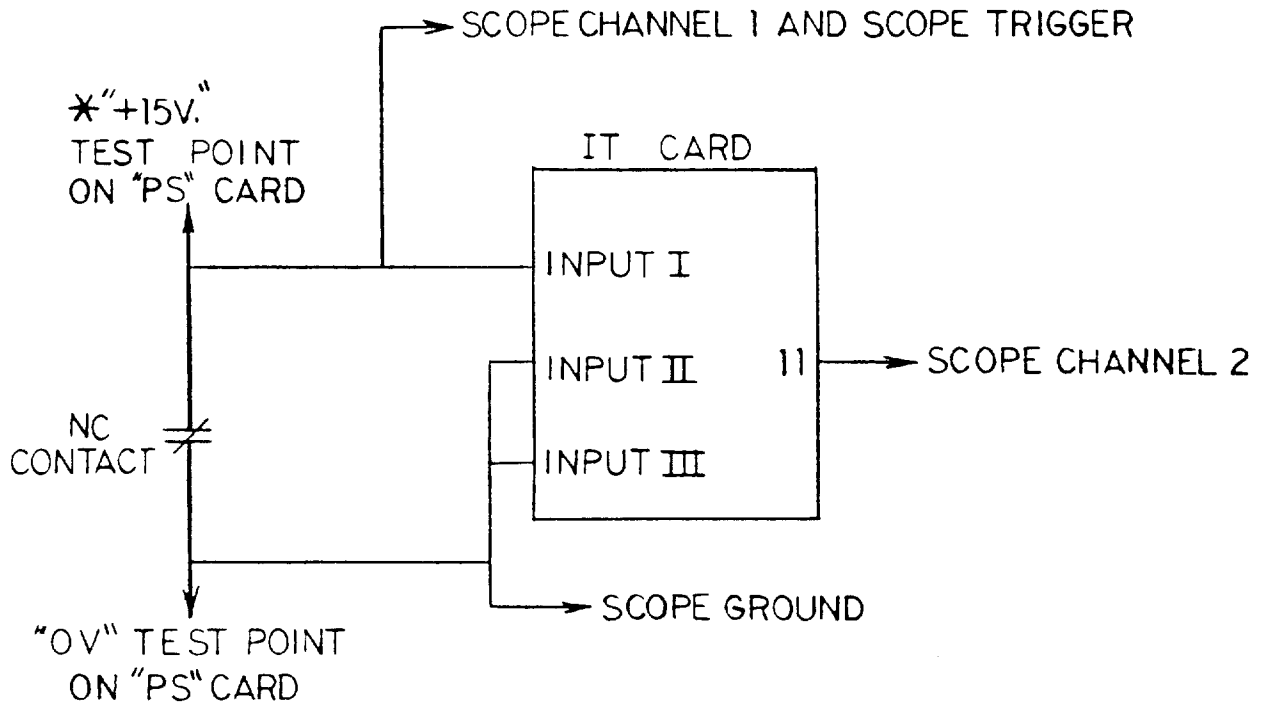 SCOPE CHANNEL 1 AND SCOPE TRIGGER
*"+15V."
TEST POINT
ON "PS" CARD
IT CARD
INPUT I
INPUT II
11
SCOPE CHANNEL 2
NC
CONTACT
INPUT III
SCOPE GROUND
"0V" TEST POINT
ON "PS" CARD